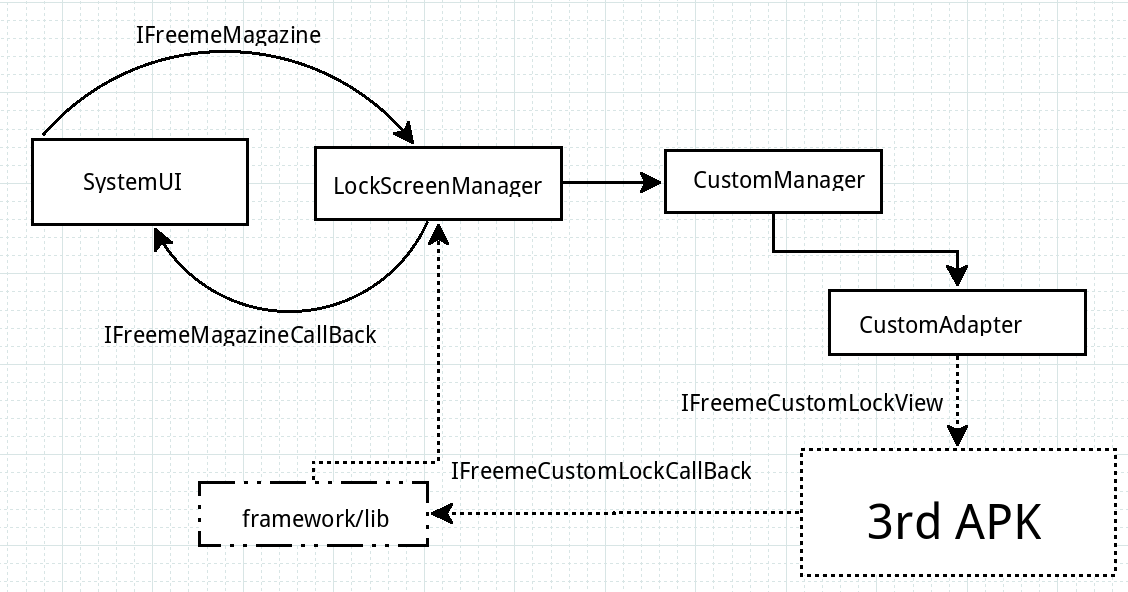 IFreemeMagazine
SystemUI
LockScreenManager
CustomManager
IFreemeMagazineCallBack
CustomAdapter
IFreemeCustomLockView
IFreemeCustomLockCallBack
framework/lib
3rd APK